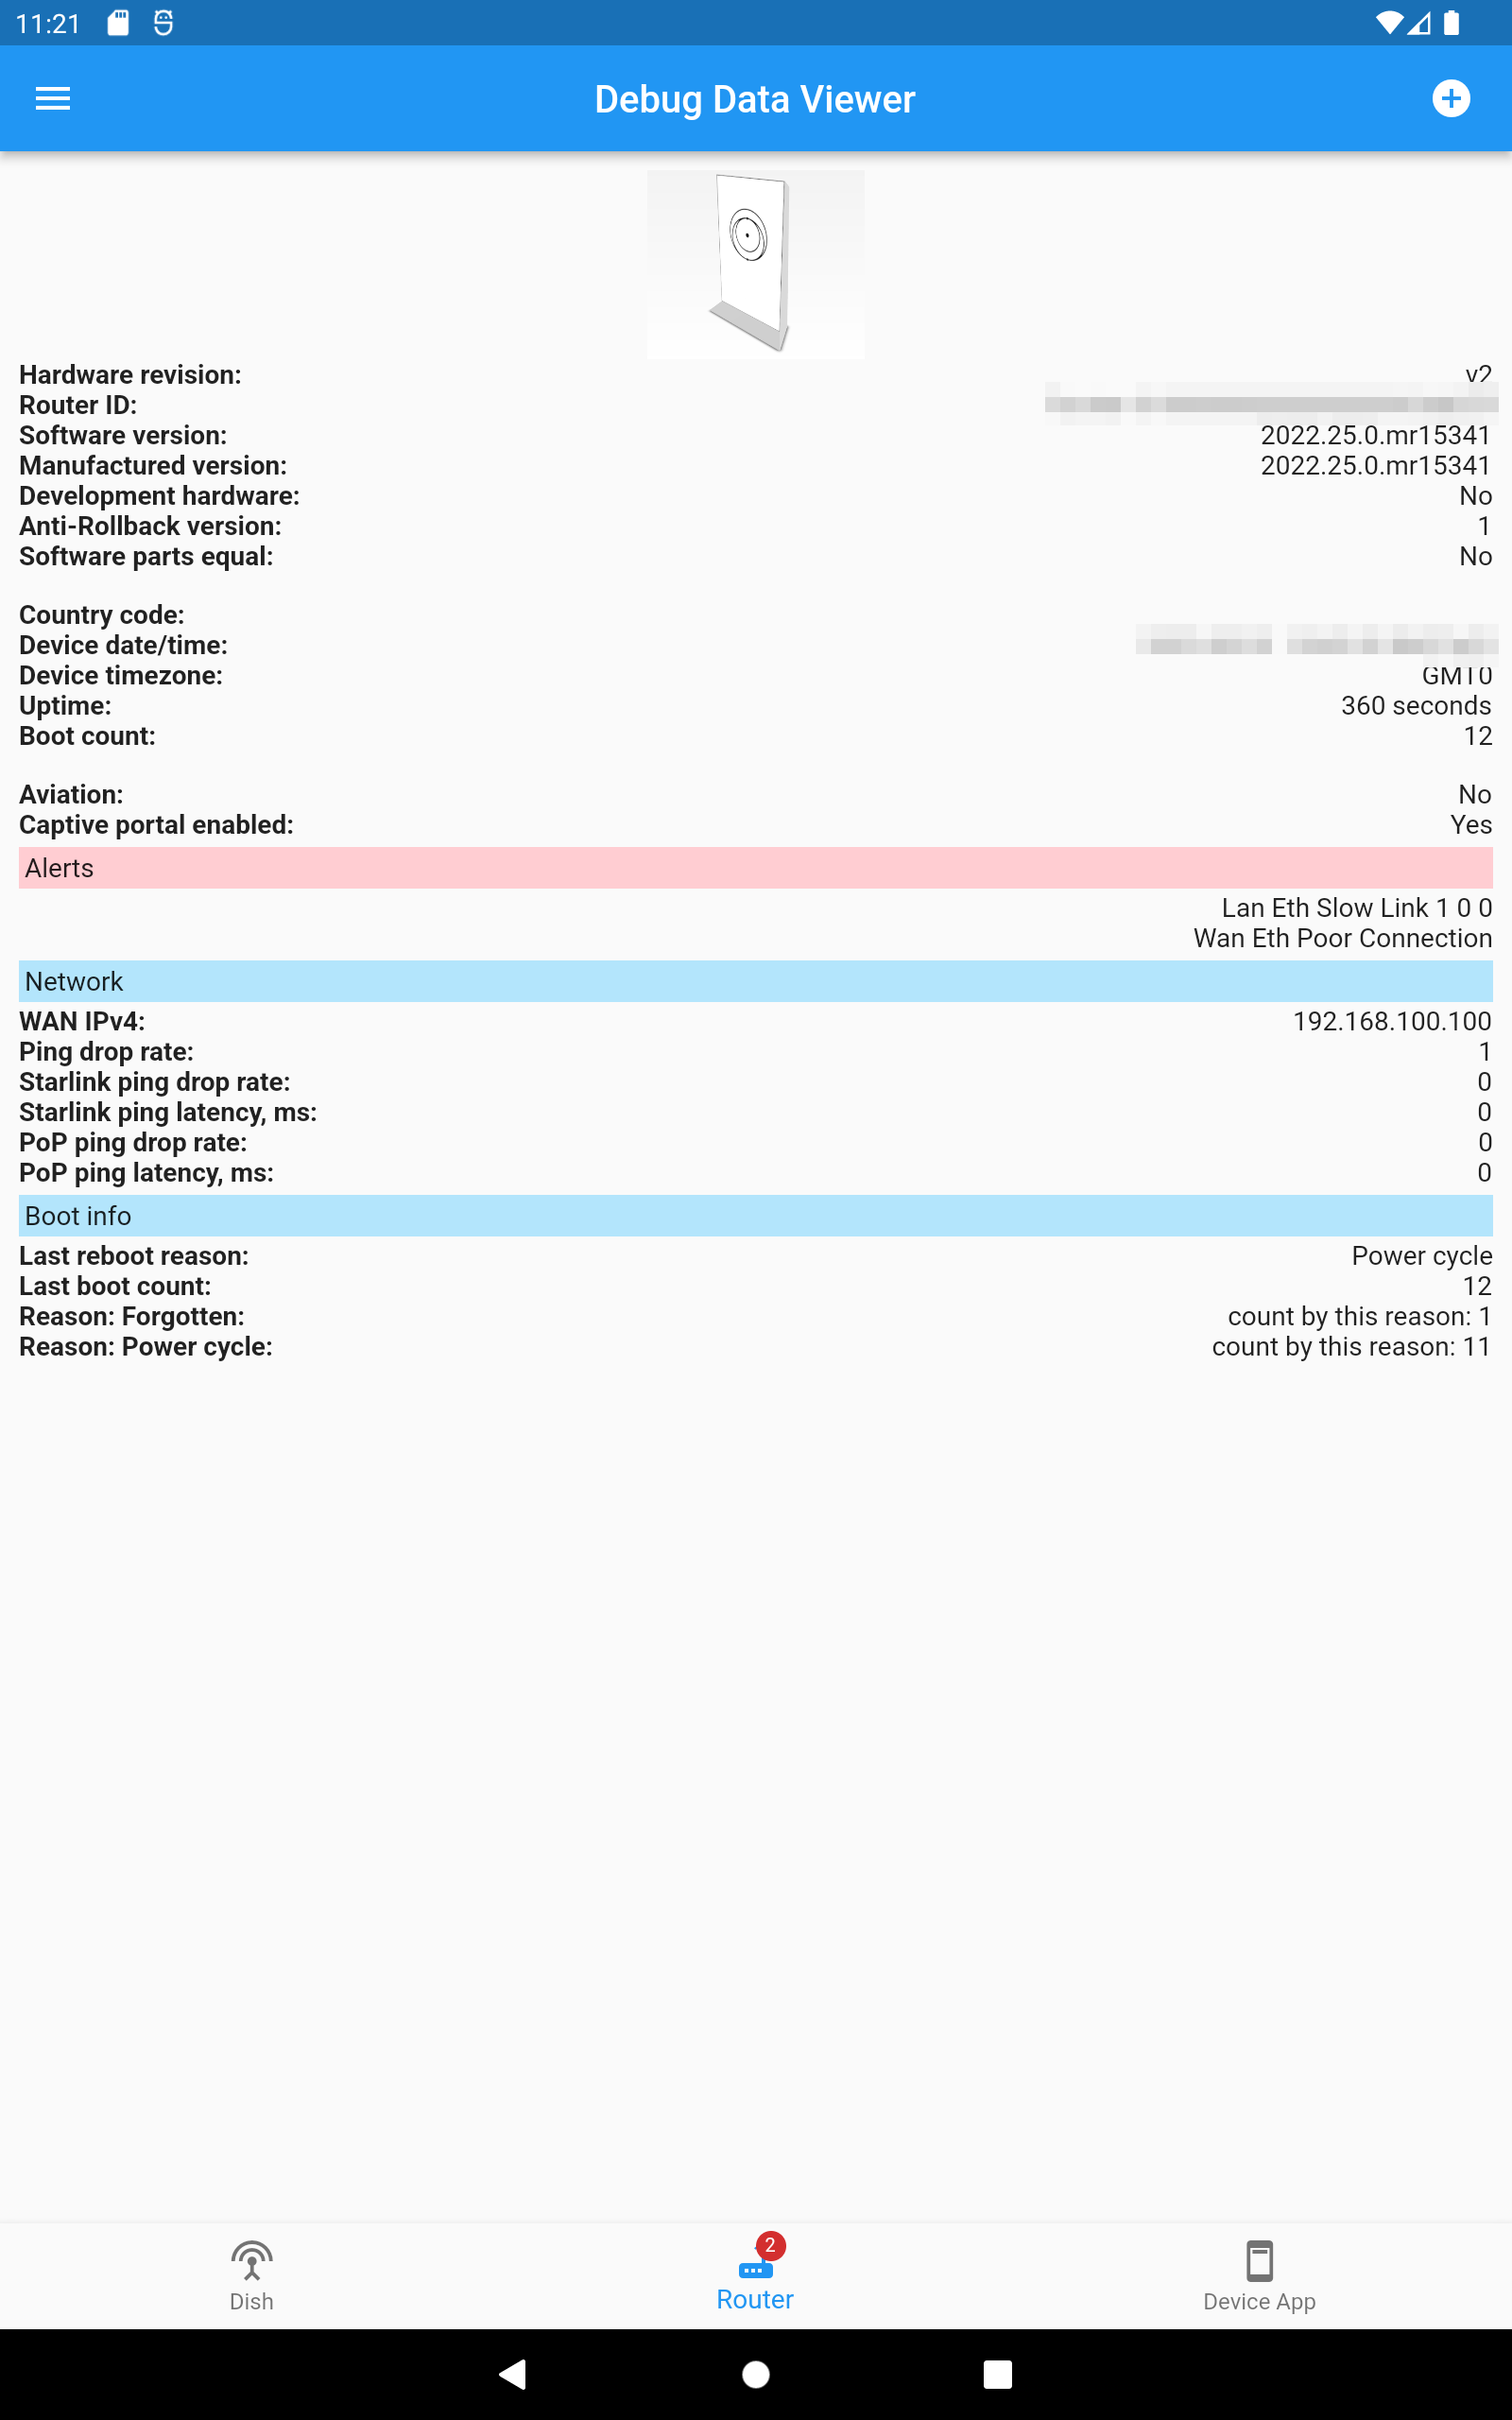 11:21
Debug Data Viewer
Hardware revision: v2
Router ID:
Software version: 2022.25.0.mr15341
Manufactured version: 2022.25.0.mr15341
Development hardware: No
Anti-Rollback version: 1
Software parts equal: No
Country code:
Device date/time:
Device timezone: GMT0
Uptime: 360 seconds
Boot count: 12
Aviation: No
Captive portal enabled: Yes
Alerts
Lan Eth Slow Link 1 0 0
Wan Eth Poor Connection
Network
WAN IPv4: 192.168.100.100
Ping drop rate: 1
Starlink ping drop rate: 0
Starlink ping latency, ms: 0
PoP ping drop rate: 0
PoP ping latency, ms: 0
Boot info
Last reboot reason: Power cycle
Last boot count: 12
Reason: Forgotten: count by this reason: 1
Reason: Power cycle: count by this reason: 11
2
Dish Router Device App